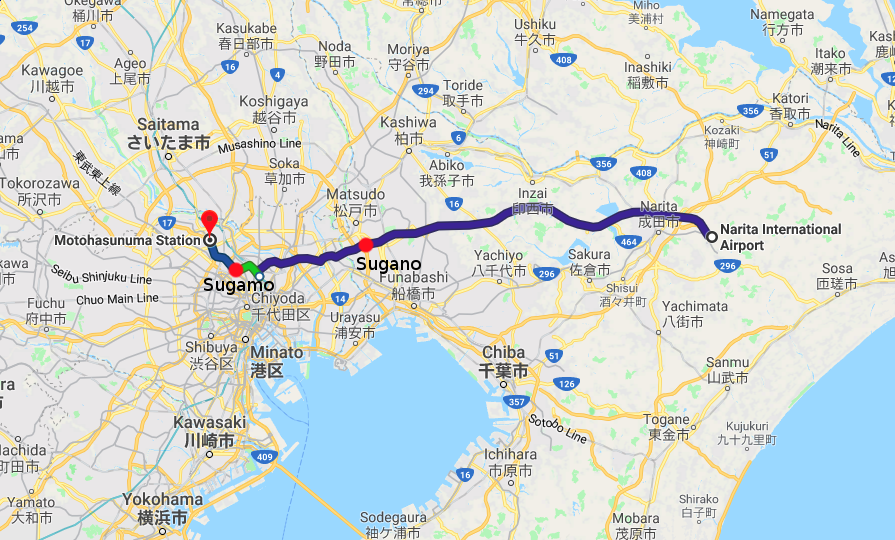 Okegawa
桶川市
254
17
Ageo
上尾市
Kawagoe
川越市
Kasukabe
春日部市
16
4
Noda
野田市
Moriya
守谷市
294
Toride
取手市
Ushiku
牛久市
408
Miho
美浦村
Inashiki
稲敷市
Namegata
行方市
Itako
潮来市
Katori
香取市
356
Kozaki
神崎町
Narita Line
51
Koshigaya
越谷市
Saitama
さいたま市
Musashino Line
Soka
草加市
東武東上線
Tokorozawa
所沢市
Kashiwa
柏市
6
Abiko
我孫子市
356
408
Matsudo
松戸市
16
Inzai
印西市
Narita
成田市
17
Motohasunuma Station
Narita International
Airport
464
296
Sugamo
Sugano
Seibu Shinjuku Line
Chuo Main Line
Fuchu
府中市
Chiyoda
千代田区
14
Funabashi
船橋市
Yachiyo
八千代市
296
Sakura
佐倉市
Shisui
酒々井町
Sosa
匝瑳市
Yachimata
八街市
Urayasu
浦安市
Shibuya
渋谷区
Minato
港区
Chiba
千葉市
51
126
357
Sanmu
山武市
Sotobo Line
Togane
東金市
Kujukuri
九十九里町
Kawasaki
川崎市
409
Ichihara
市原市
16
Yamato
大和市
Yokohama
横浜市
Sodegaura
袖ケ浦市
Mobara
茂原市
Shirako
白子町